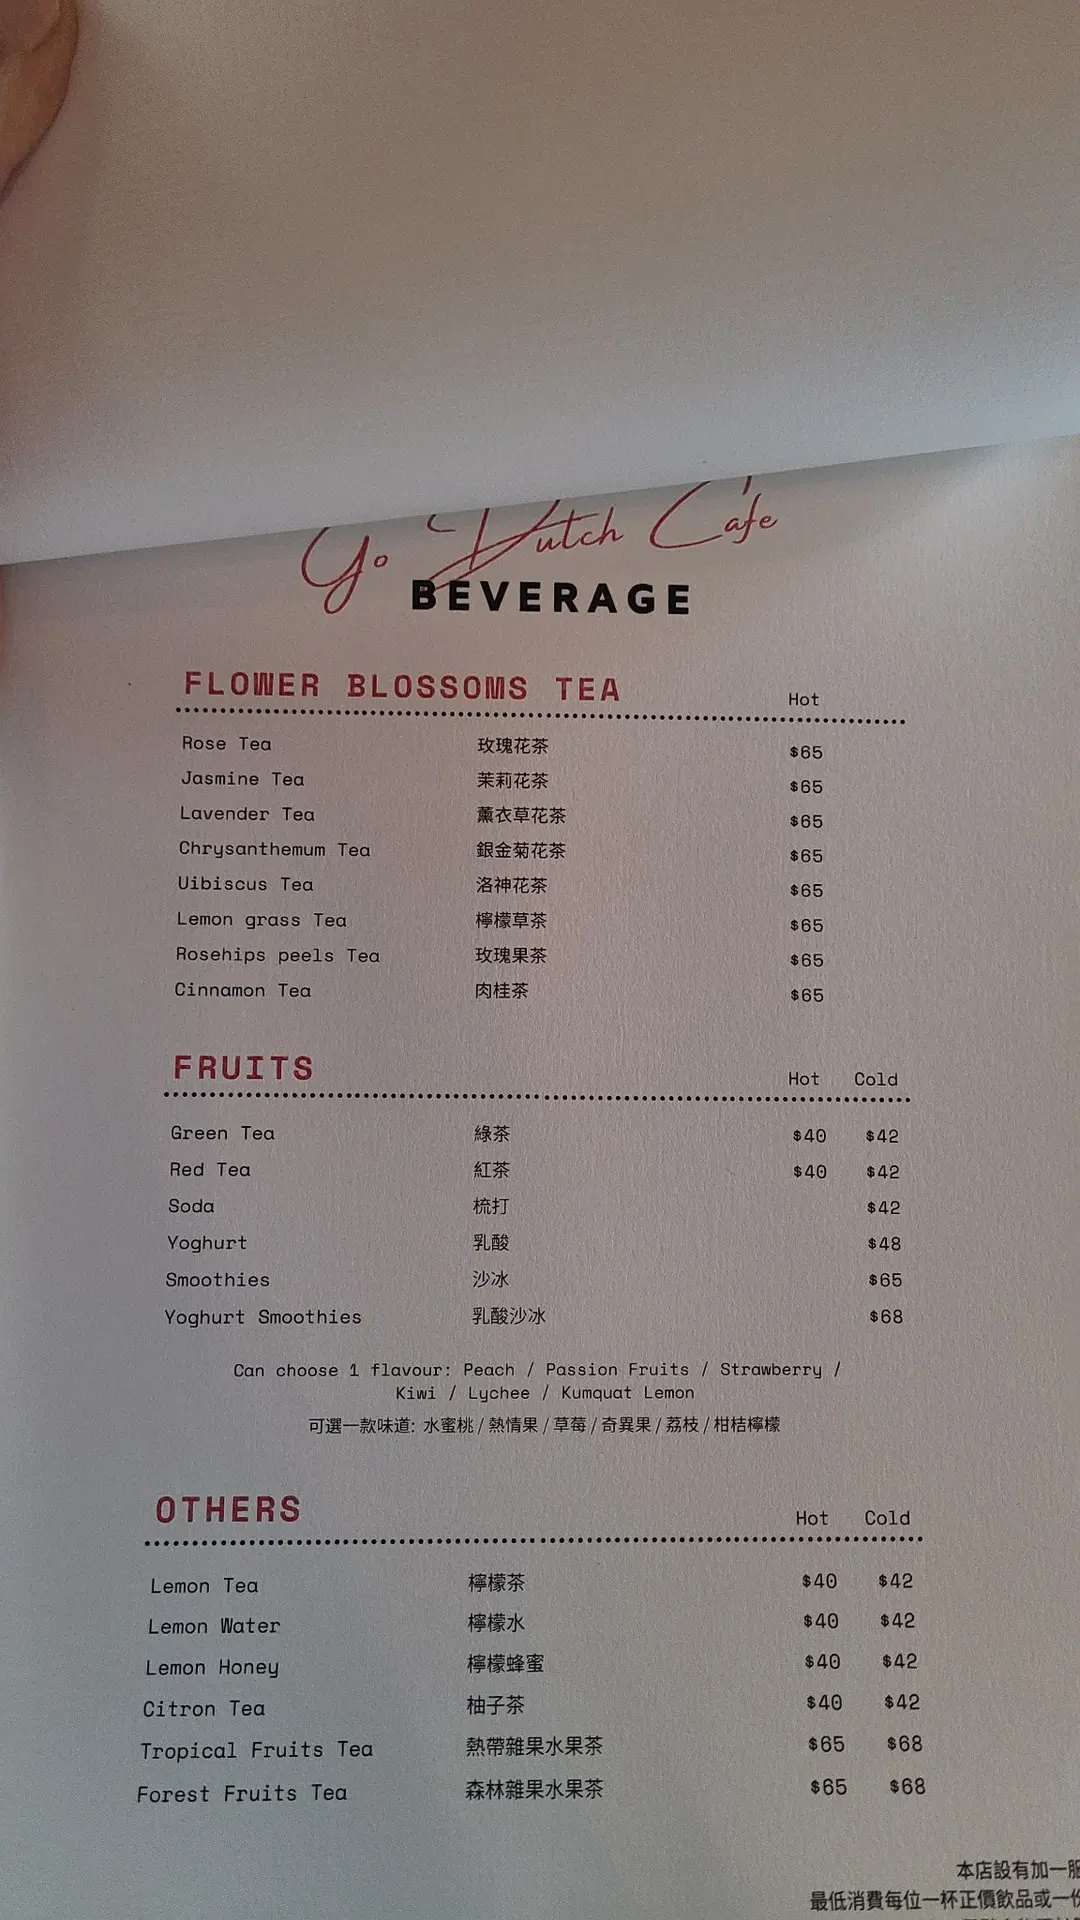 Go Dutch Cafe
BEVERAGE
FLOWER BLOSSOMS TEA Hot
Rose Tea 玫瑰花茶 $65
Jasmine Tea 茉莉花茶 $65
Lavender Tea 薰衣草花茶 $65
Chrysanthemum Tea 銀金菊花茶 $65
Uibiscus Tea 洛神花茶 $65
Lemon grass Tea 檸檬草茶 $65
Rosehips peels Tea 玫瑰果茶 $65
Cinnamon Tea 肉桂茶 $65
FRUITS Hot Cold
Green Tea 綠茶 $40 $42
Red Tea 紅茶 $40 $42
Soda 梳打 $42
Yoghurt 乳酸 $48
Smoothies 沙冰 $65
Yoghurt Smoothies 乳酸沙冰 $68
Can choose 1 flavour: Peach / Passion Fruits / Strawberry /
Kiwi / Lychee / Kumquat Lemon
可選一款味道: 水蜜桃 / 熱情果 / 草莓 / 奇異果 / 荔枝 / 柑桔檸檬
OTHERS Hot Cold
Lemon Tea 檸檬茶 $40 $42
Lemon Water 檸檬水 $40 $42
Lemon Honey 檸檬蜂蜜 $40 $42
Citron Tea 柚子茶 $40 $42
Tropical Fruits Tea 熱帶雜果水果茶 $65 $68
Forest Fruits Tea 森林雜果水果茶 $65 $68
本店設有加一服
最低消費每位一杯正價飲品或一份